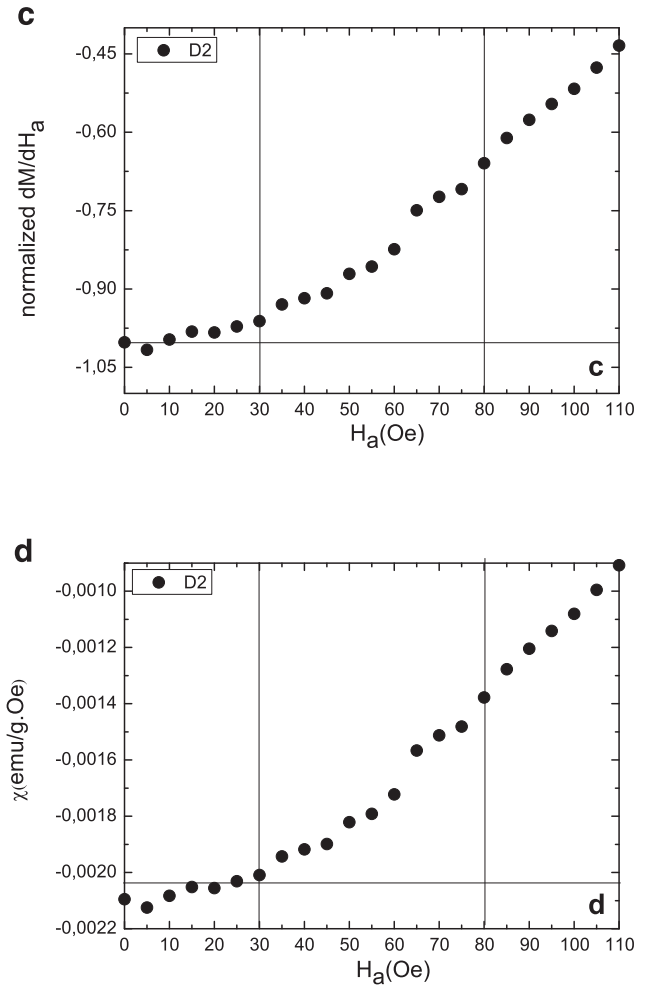 c
D2
-0,45
-0,60
-0,75
-0,90
-1,05
normalized dM/dHa
c
0 10 20 30 40 50 60 70 80 90 100 110
Ha(Oe)
d
D2
-0,0010
-0,0012
-0,0014
-0,0016
-0,0018
-0,0020
-0,0022
χ(emu/g.Oe)
d
0 10 20 30 40 50 60 70 80 90 100 110
Ha(Oe)